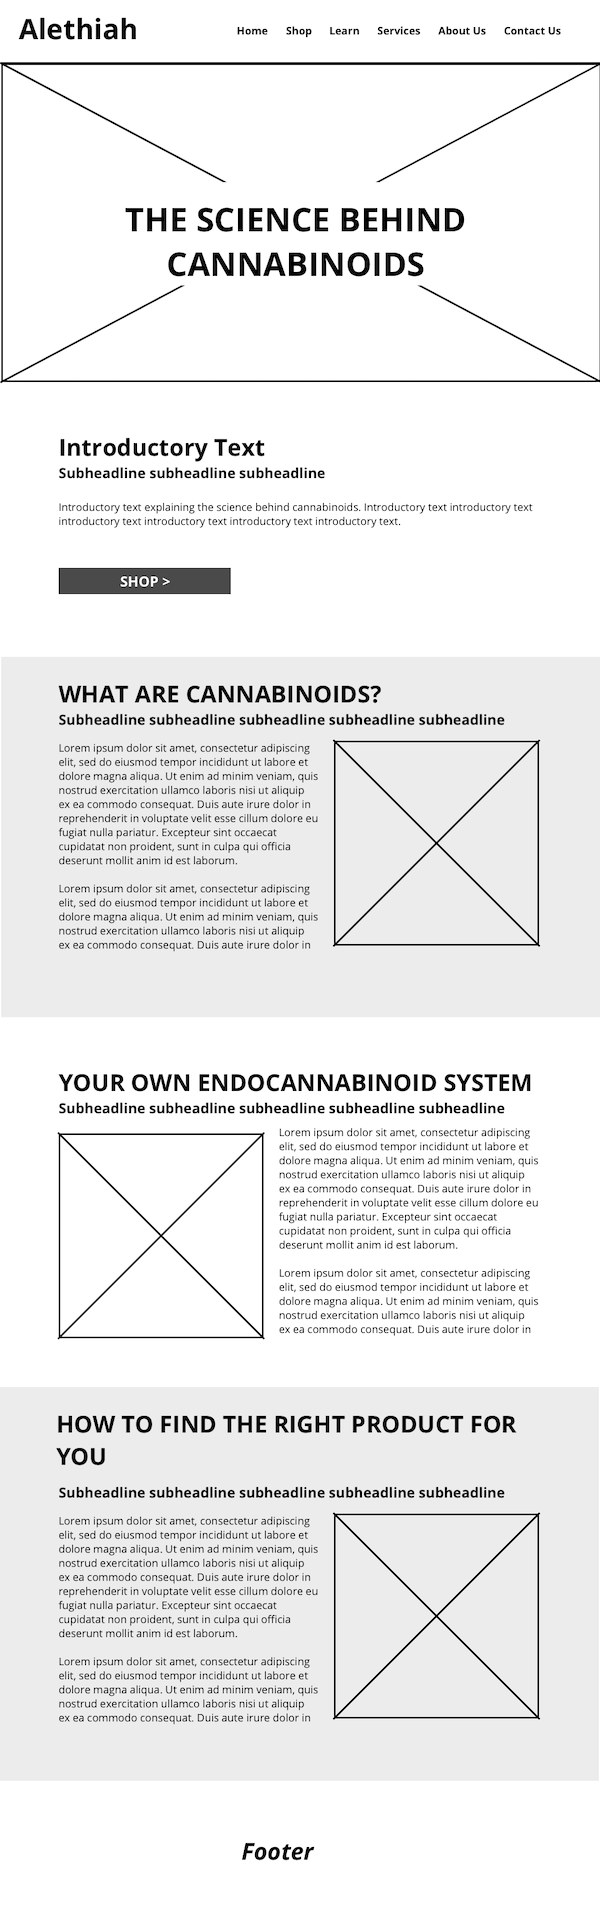 Alethiah
Home Shop Learn Services About Us Contact Us
THE SCIENCE BEHIND
CANNABINOIDS
Introductory Text
Subheadline subheadline subheadline
Introductory text explaining the science behind cannabinoids. Introductory text introductory text
introductory text introductory text introductory text introductory text.
SHOP >
WHAT ARE CANNABINOIDS?
Subheadline subheadline subheadline subheadline subheadline
Lorem ipsum dolor sit amet, consectetur adipiscing
elit, sed do eiusmod tempor incididunt ut labore et
dolore magna aliqua. Ut enim ad minim veniam, quis
nostrud exercitation ullamco laboris nisi ut aliquip
ex ea commodo consequat. Duis aute irure dolor in
reprehenderit in voluptate velit esse cillum dolore eu
fugiat nulla pariatur. Excepteur sint occaecat
cupidatat non proident, sunt in culpa qui officia
deserunt mollit anim id est laborum.
Lorem ipsum dolor sit amet, consectetur adipiscing
elit, sed do eiusmod tempor incididunt ut labore et
dolore magna aliqua. Ut enim ad minim veniam, quis
nostrud exercitation ullamco laboris nisi ut aliquip
ex ea commodo consequat. Duis aute irure dolor in
YOUR OWN ENDOCANNABINOID SYSTEM
Subheadline subheadline subheadline subheadline subheadline
Lorem ipsum dolor sit amet, consectetur adipiscing
elit, sed do eiusmod tempor incididunt ut labore et
dolore magna aliqua. Ut enim ad minim veniam, quis
nostrud exercitation ullamco laboris nisi ut aliquip
ex ea commodo consequat. Duis aute irure dolor in
reprehenderit in voluptate velit esse cillum dolore eu
fugiat nulla pariatur. Excepteur sint occaecat
cupidatat non proident, sunt in culpa qui officia
deserunt mollit anim id est laborum.
Lorem ipsum dolor sit amet, consectetur adipiscing
elit, sed do eiusmod tempor incididunt ut labore et
dolore magna aliqua. Ut enim ad minim veniam, quis
nostrud exercitation ullamco laboris nisi ut aliquip
ex ea commodo consequat. Duis aute irure dolor in
HOW TO FIND THE RIGHT PRODUCT FOR
YOU
Subheadline subheadline subheadline subheadline subheadline
Lorem ipsum dolor sit amet, consectetur adipiscing
elit, sed do eiusmod tempor incididunt ut labore et
dolore magna aliqua. Ut enim ad minim veniam, quis
nostrud exercitation ullamco laboris nisi ut aliquip
ex ea commodo consequat. Duis aute irure dolor in
reprehenderit in voluptate velit esse cillum dolore eu
fugiat nulla pariatur. Excepteur sint occaecat
cupidatat non proident, sunt in culpa qui officia
deserunt mollit anim id est laborum.
Lorem ipsum dolor sit amet, consectetur adipiscing
elit, sed do eiusmod tempor incididunt ut labore et
dolore magna aliqua. Ut enim ad minim veniam, quis
nostrud exercitation ullamco laboris nisi ut aliquip
ex ea commodo consequat. Duis aute irure dolor in
Footer